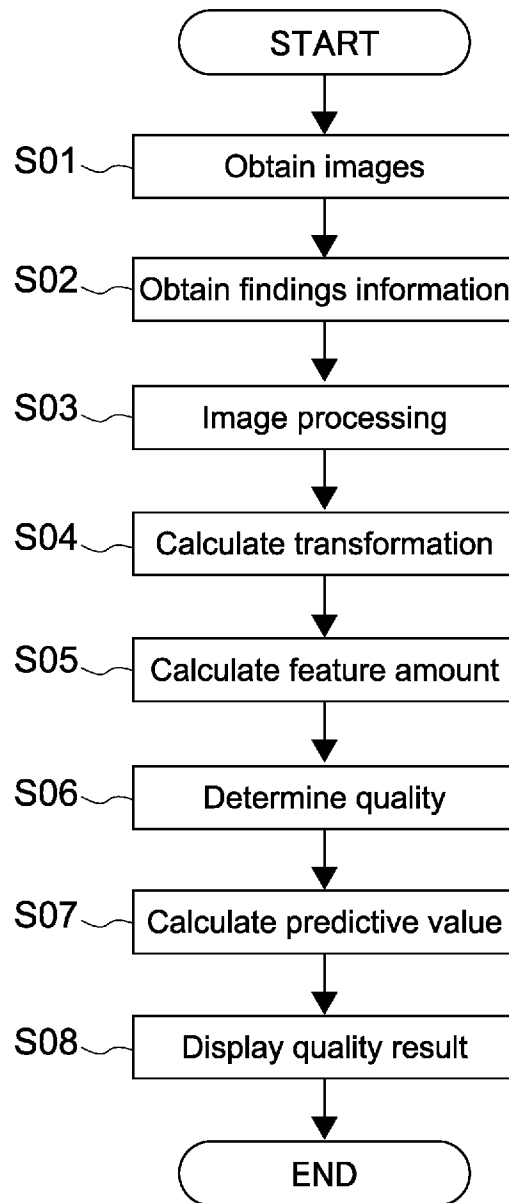 START
S01 Obtain images
S02 Obtain findings information
S03 Image processing
S04 Calculate transformation
S05 Calculate feature amount
S06 Determine quality
S07 Calculate predictive value
S08 Display quality result
END